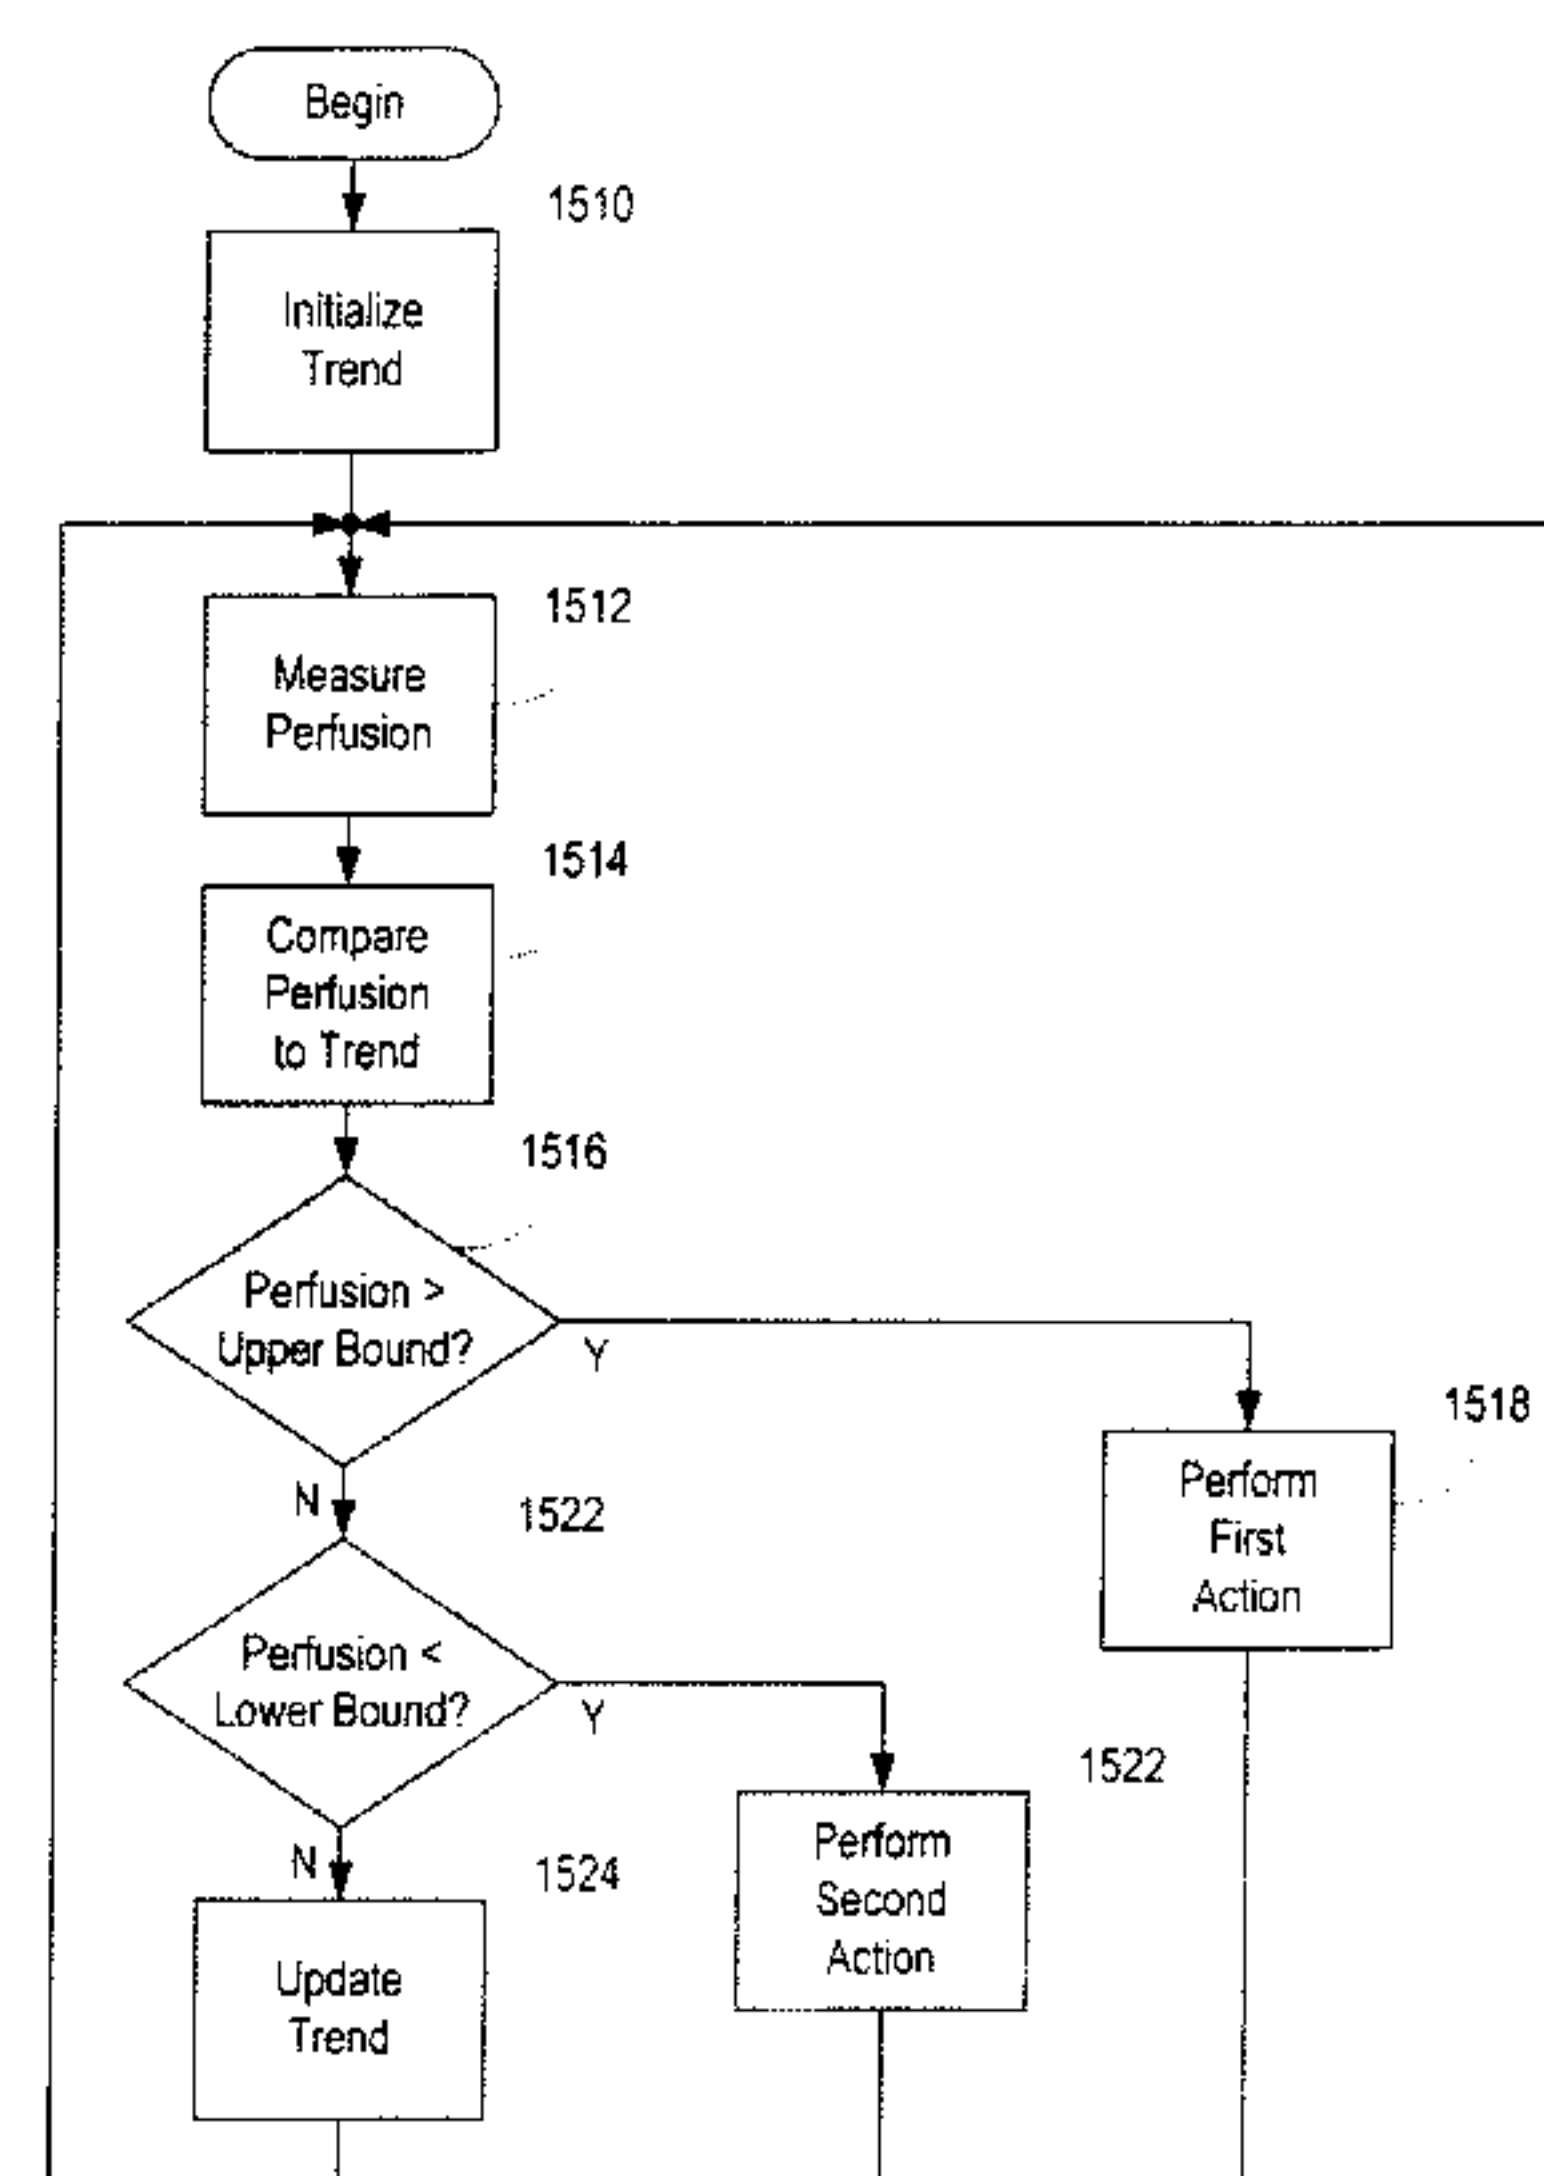 Begin
1510
Initialize
Trend
1512
Measure
Perfusion
1514
Compare
Perfusion
to Trend
1516
Perfusion >
Upper Bound?
Y
1518
Perform
First
Action
N
1522
Perfusion <
Lower Bound?
Y
1522
Perform
Second
Action
N
1524
Update
Trend